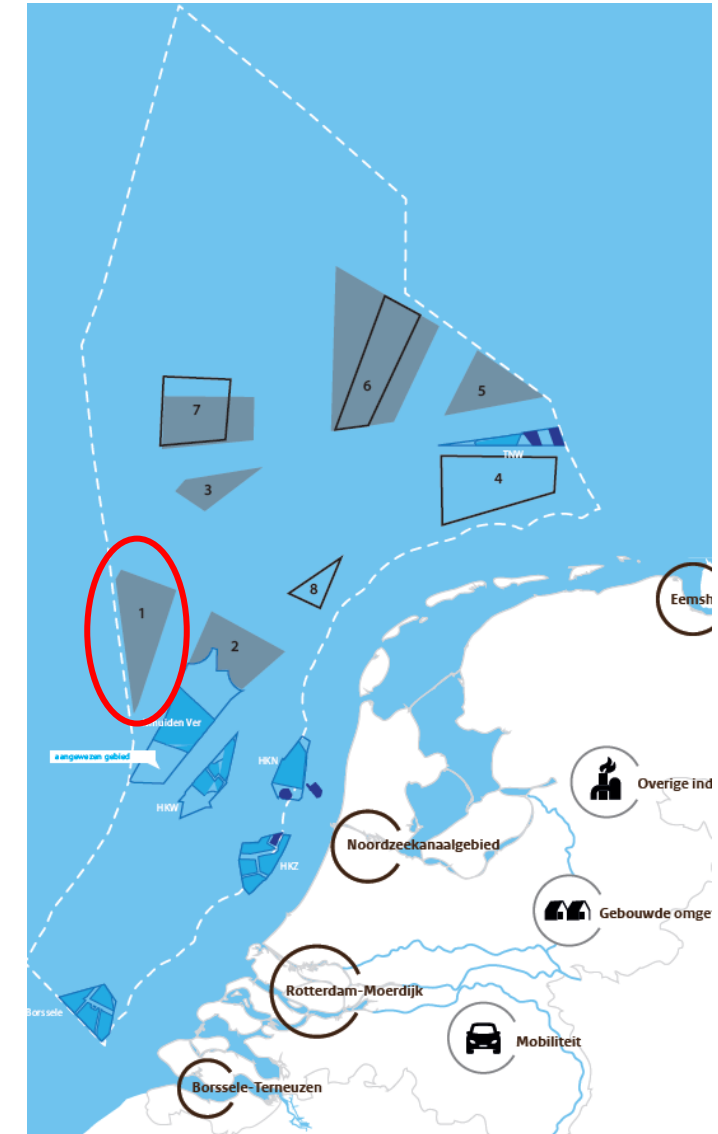 6
5
7
TNW
4
3
8
Eemsh
1
2
muiden Ver
aangewezen gebied
HKN
Overige ind
HKW
Noordzeekanaalgebied
HKZ
Gebouwde omge
Rotterdam-Moerdijk
Borssele
Mobiliteit
Borssele-Terneuzen